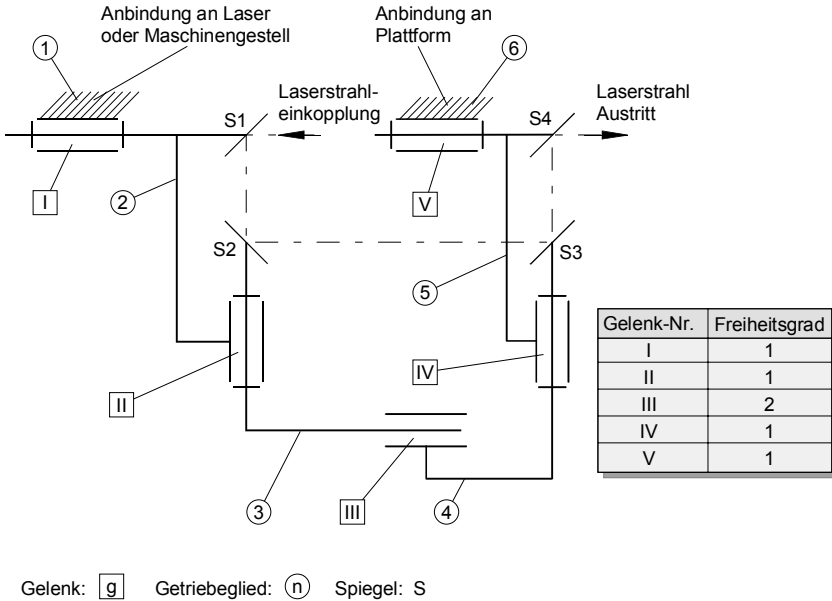 Anbindung an Laser
oder Maschinengestell
Anbindung an
Plattform
1
6
Laserstrahl-
einkopplung
Laserstrahl
Austritt
S1
S4
I
2
V
S2
S3
5
II
IV
3
III
4
Gelenk-Nr. Freiheitsgrad
I 1
II 1
III 2
IV 1
V 1
Gelenk: g Getriebeglied: n Spiegel: S